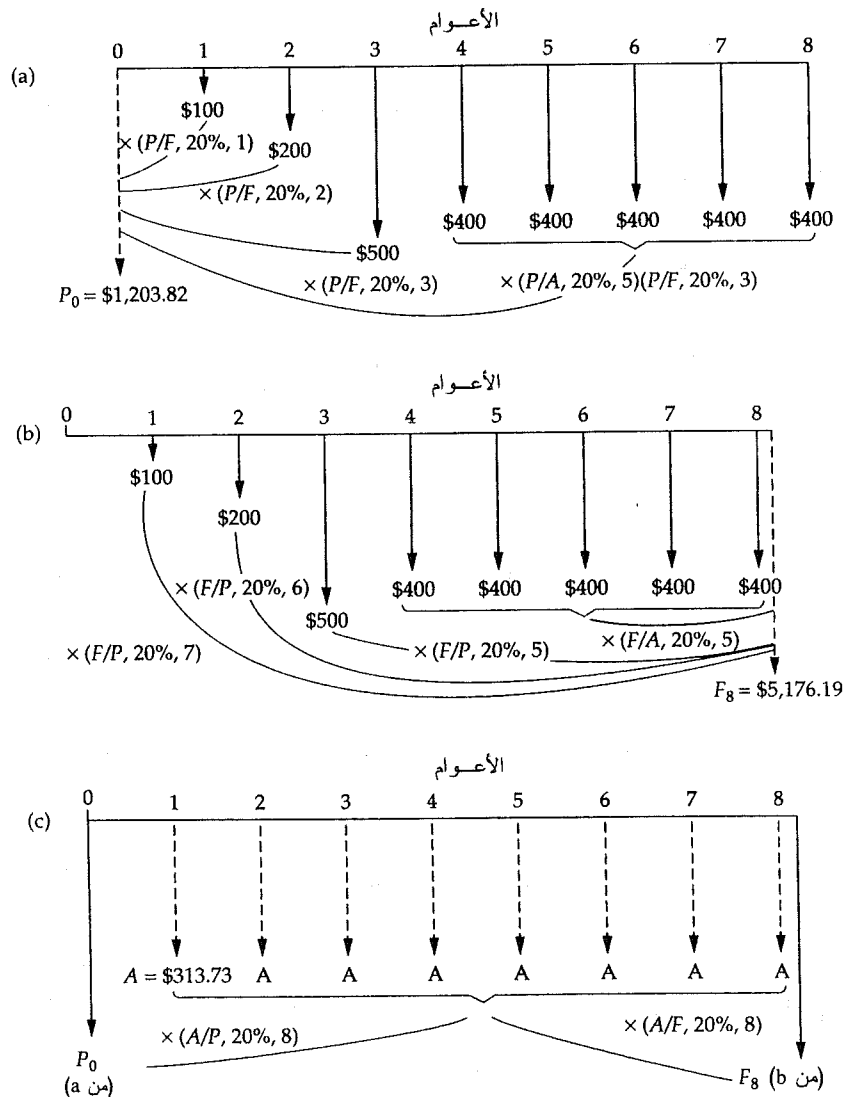 الأعـوام
0 1 2 3 4 5 6 7 8
(a)
$100
× (P/F, 20%, 1)
$200
× (P/F, 20%, 2)
$400 $400 $400 $400 $400
$500
× (P/F, 20%, 3) × (P/A, 20%, 5)(P/F, 20%, 3)
P₀ = $1,203.82
الأعـوام
0 1 2 3 4 5 6 7 8
(b)
$100
$200
× (F/P, 20%, 6) $400 $400 $400 $400 $400
$500
× (F/P, 20%, 7) × (F/P, 20%, 5) × (F/A, 20%, 5)
F₈ = $5,176.19
الأعـوام
0 1 2 3 4 5 6 7 8
(c)
A = $313.73 A A A A A A A
× (A/P, 20%, 8) × (A/F, 20%, 8)
P₀
(من a)
F₈ (من b)